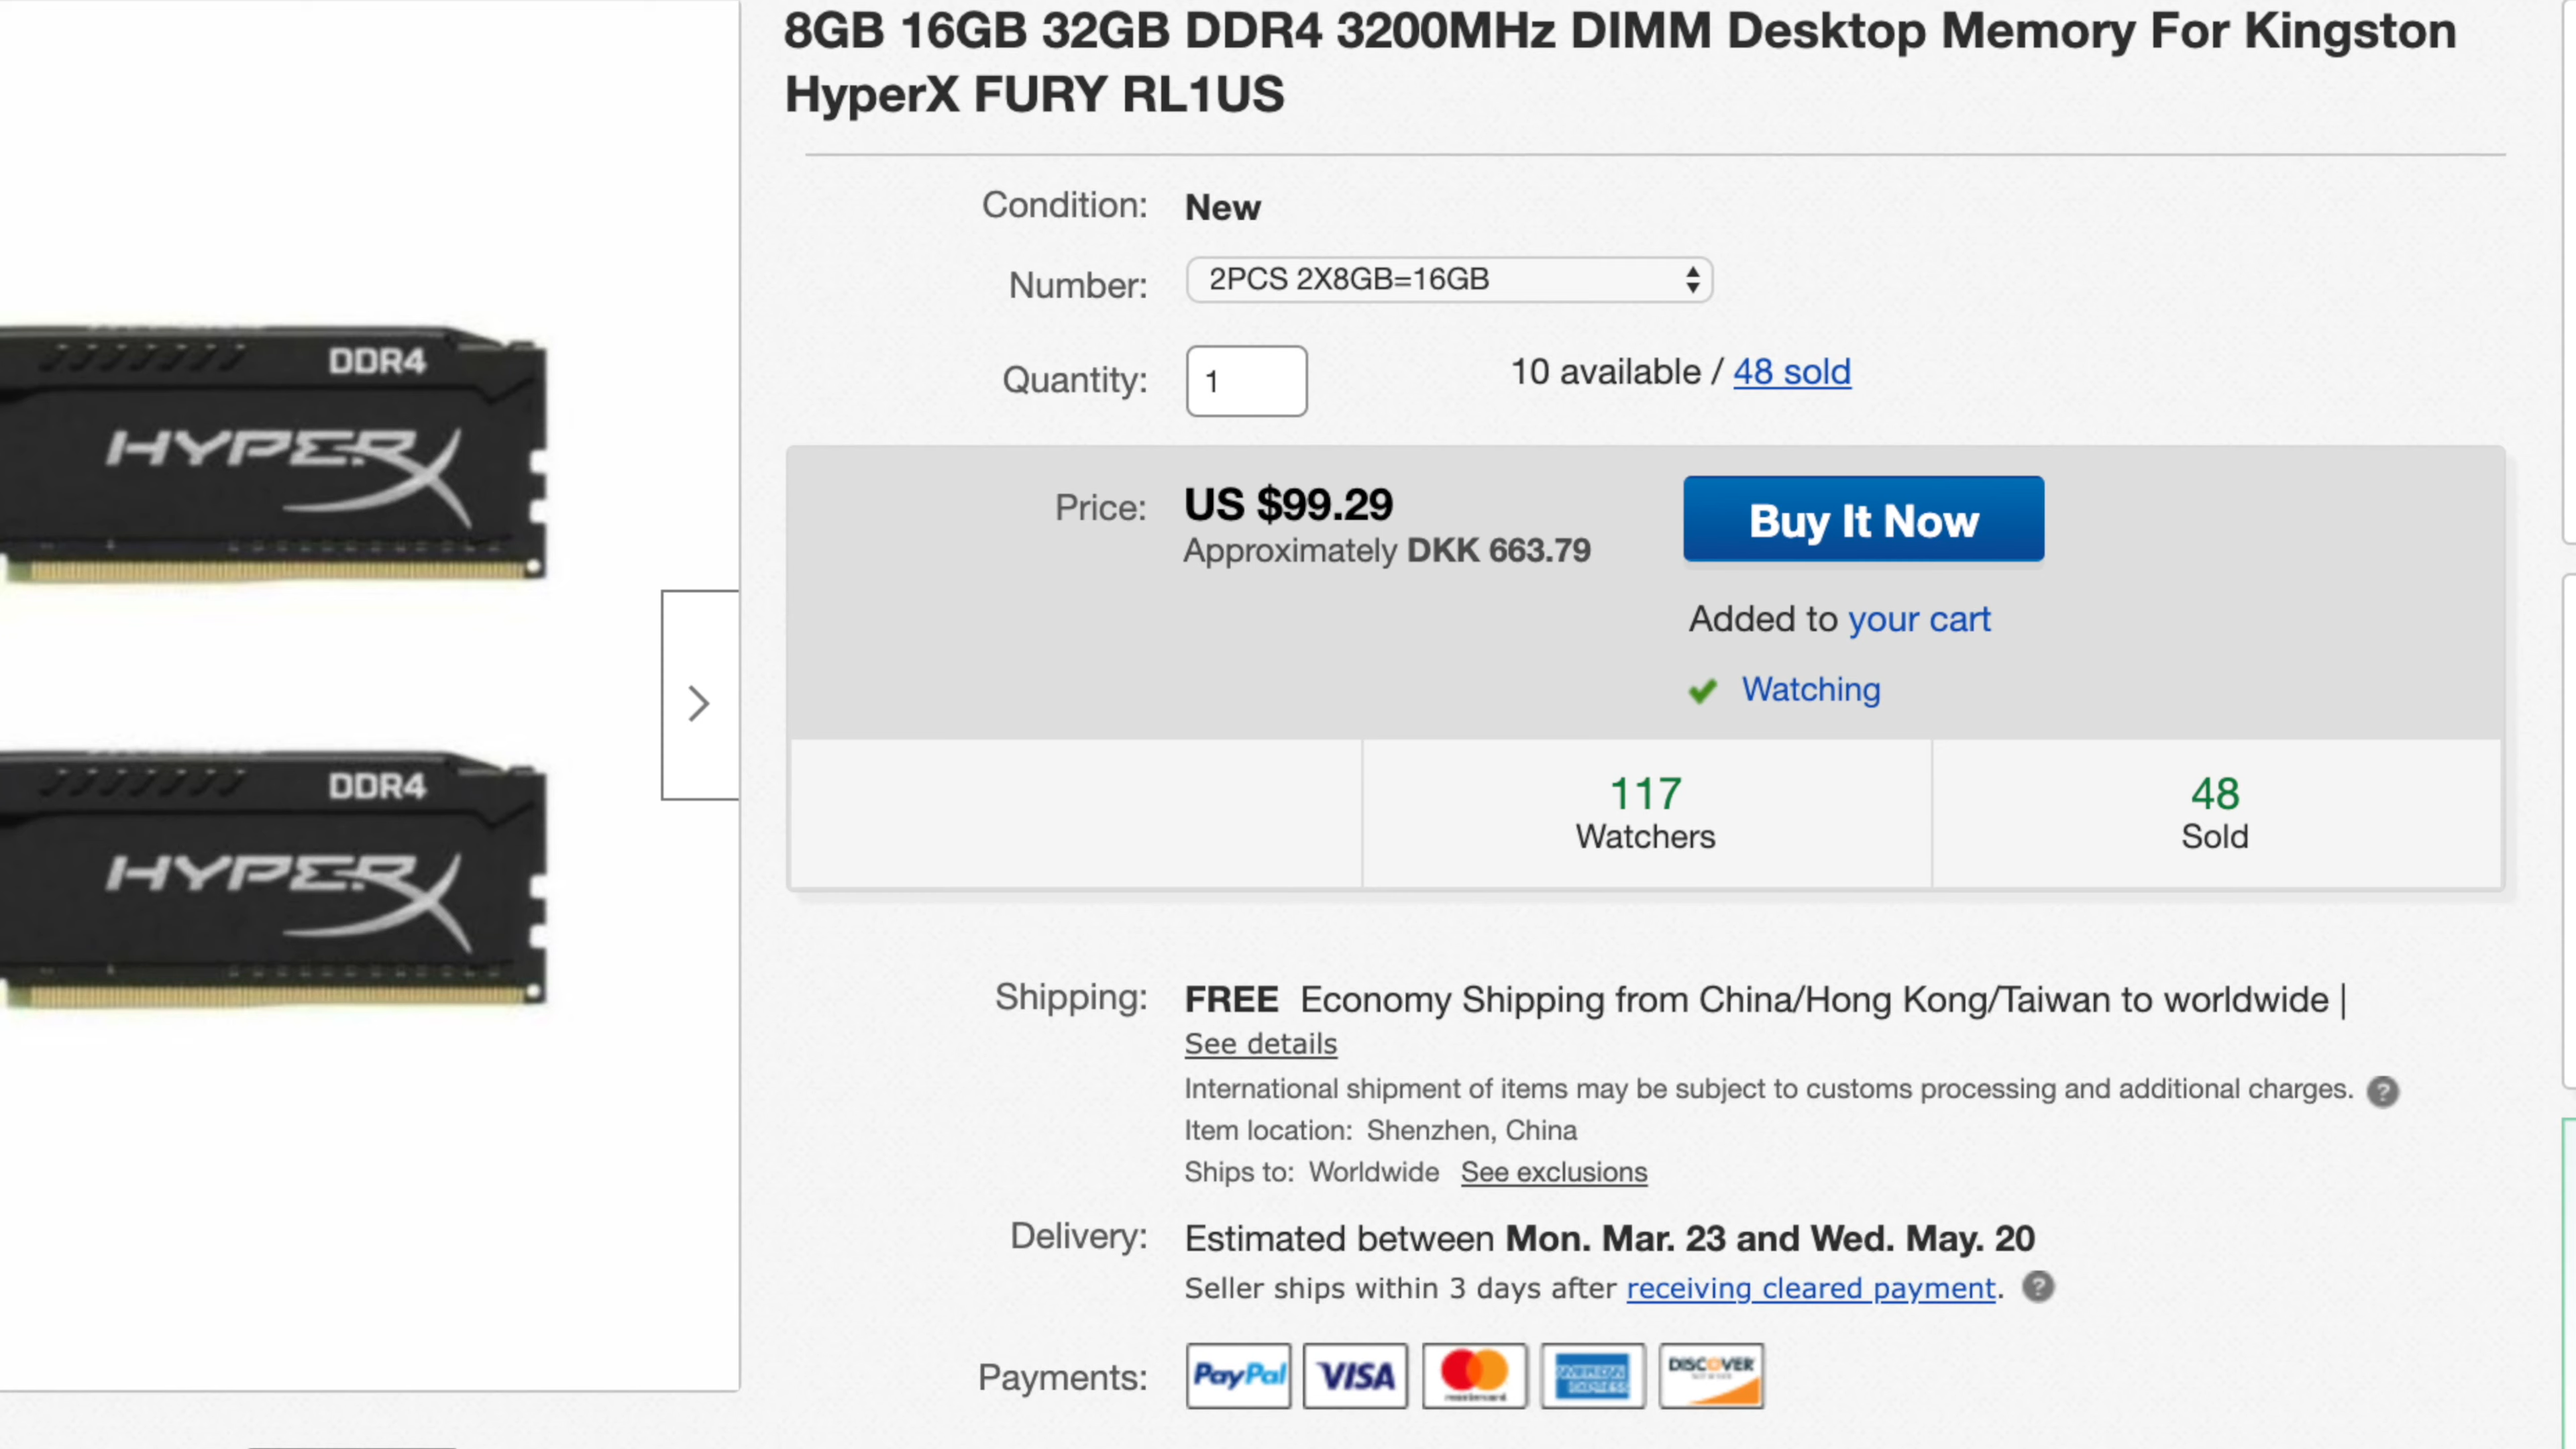 8GB 16GB 32GB DDR4 3200MHz DIMM Desktop Memory For Kingston
HyperX FURY RL1US
Condition: New
Number: 2PCS 2X8GB=16GB
Quantity: 1 10 available / 48 sold
DDR4
HYPERX
Price: US $99.29 Buy It Now
Approximately DKK 663.79
Added to your cart
Watching
DDR4
HYPERX
117 48
Watchers Sold
Shipping: FREE Economy Shipping from China/Hong Kong/Taiwan to worldwide |
See details
International shipment of items may be subject to customs processing and additional charges. ?
Item location: Shenzhen, China
Ships to: Worldwide See exclusions
Delivery: Estimated between Mon. Mar. 23 and Wed. May. 20
Seller ships within 3 days after receiving cleared payment. ?
Payments: PayPal VISA mastercard AMERICAN EXPRESS DISCOVER